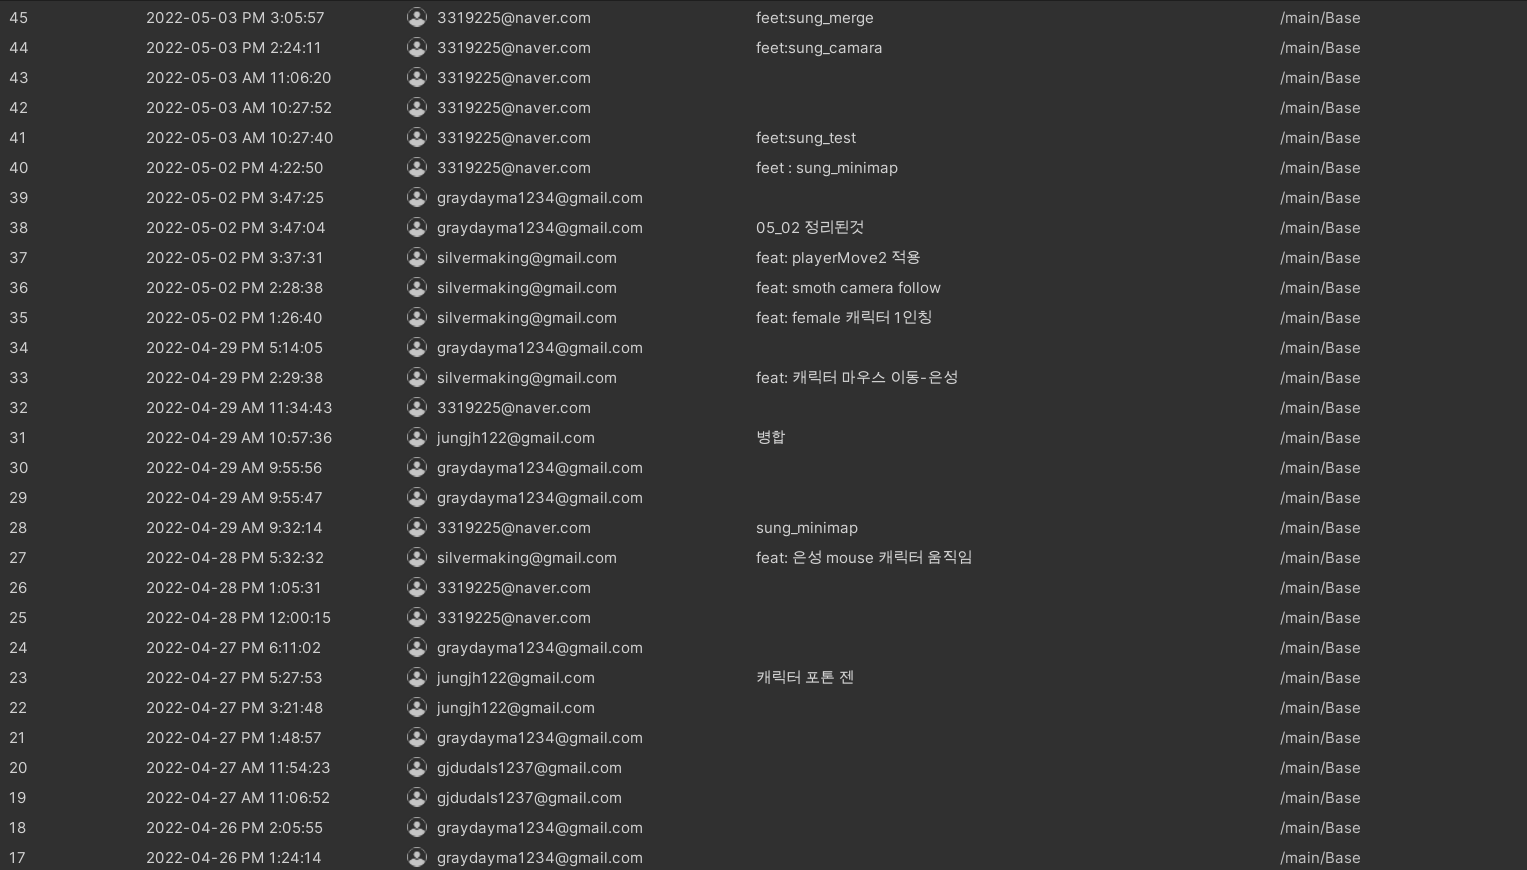 45 2022-05-03 PM 3:05:57 3319225@naver.com feet:sung_merge /main/Base
44 2022-05-03 PM 2:24:11 3319225@naver.com feet:sung_camara /main/Base
43 2022-05-03 AM 11:06:20 3319225@naver.com /main/Base
42 2022-05-03 AM 10:27:52 3319225@naver.com /main/Base
41 2022-05-03 AM 10:27:40 3319225@naver.com feet:sung_test /main/Base
40 2022-05-02 PM 4:22:50 3319225@naver.com feet : sung_minimap /main/Base
39 2022-05-02 PM 3:47:25 graydayma1234@gmail.com /main/Base
38 2022-05-02 PM 3:47:04 graydayma1234@gmail.com 05_02 정리된것 /main/Base
37 2022-05-02 PM 3:37:31 silvermaking@gmail.com feat: playerMove2 적용 /main/Base
36 2022-05-02 PM 2:28:38 silvermaking@gmail.com feat: smoth camera follow /main/Base
35 2022-05-02 PM 1:26:40 silvermaking@gmail.com feat: female 캐릭터 1인칭 /main/Base
34 2022-04-29 PM 5:14:05 graydayma1234@gmail.com /main/Base
33 2022-04-29 PM 2:29:38 silvermaking@gmail.com feat: 캐릭터 마우스 이동-은성 /main/Base
32 2022-04-29 AM 11:34:43 3319225@naver.com /main/Base
31 2022-04-29 AM 10:57:36 jungjh122@gmail.com 병합 /main/Base
30 2022-04-29 AM 9:55:56 graydayma1234@gmail.com /main/Base
29 2022-04-29 AM 9:55:47 graydayma1234@gmail.com /main/Base
28 2022-04-29 AM 9:32:14 3319225@naver.com sung_minimap /main/Base
27 2022-04-28 PM 5:32:32 silvermaking@gmail.com feat: 은성 mouse 캐릭터 움직임 /main/Base
26 2022-04-28 PM 1:05:31 3319225@naver.com /main/Base
25 2022-04-28 PM 12:00:15 3319225@naver.com /main/Base
24 2022-04-27 PM 6:11:02 graydayma1234@gmail.com /main/Base
23 2022-04-27 PM 5:27:53 jungjh122@gmail.com 캐릭터 포톤 젠 /main/Base
22 2022-04-27 PM 3:21:48 jungjh122@gmail.com /main/Base
21 2022-04-27 PM 1:48:57 graydayma1234@gmail.com /main/Base
20 2022-04-27 AM 11:54:23 gjdudals1237@gmail.com /main/Base
19 2022-04-27 AM 11:06:52 gjdudals1237@gmail.com /main/Base
18 2022-04-26 PM 2:05:55 graydayma1234@gmail.com /main/Base
17 2022-04-26 PM 1:24:14 graydayma1234@gmail.com /main/Base